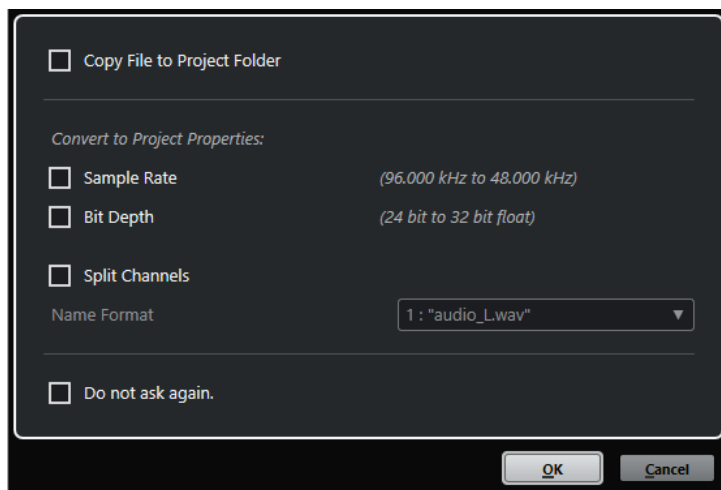 Copy File to Project Folder
Convert to Project Properties:
Sample Rate (96.000 kHz to 48.000 kHz)
Bit Depth (24 bit to 32 bit float)
Split Channels
Name Format 1 : "audio_L.wav"
Do not ask again.
OK Cancel